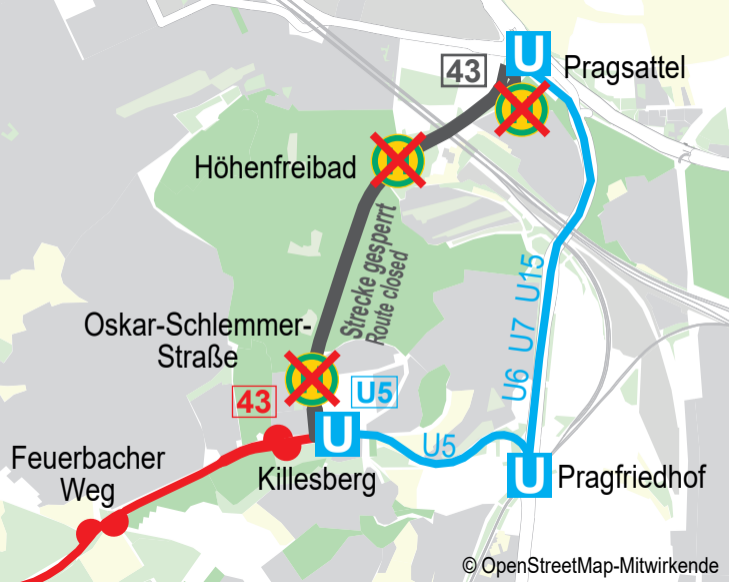 43
U
Pragsattel
H
Höhenfreibad
H
Strecke gesperrt
Route closed
U6 U7 U15
Oskar-Schlemmer-
Straße
H
43
U5
U
U5
Killesberg
Feuerbacher
Weg
U
Pragfriedhof
© OpenStreetMap-Mitwirkende